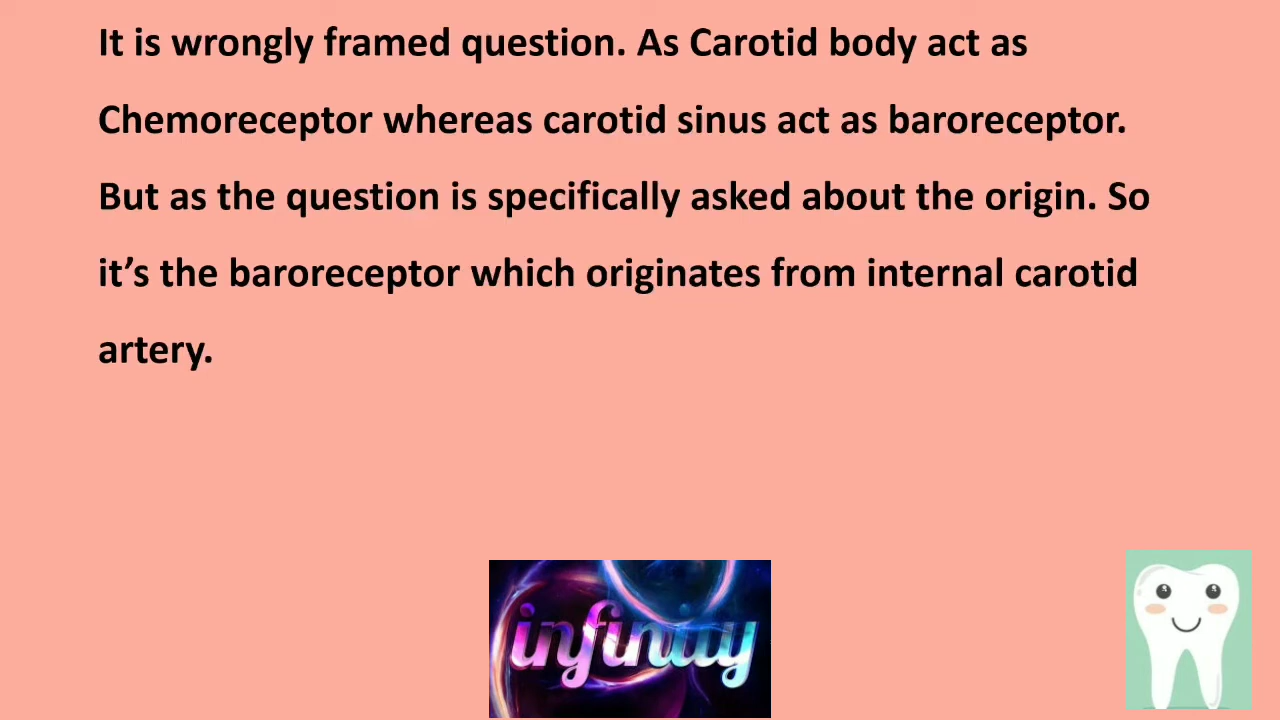 It is wrongly framed question. As Carotid body act as
Chemoreceptor whereas carotid sinus act as baroreceptor.
But as the question is specifically asked about the origin. So
it’s the baroreceptor which originates from internal carotid
artery.
infinity